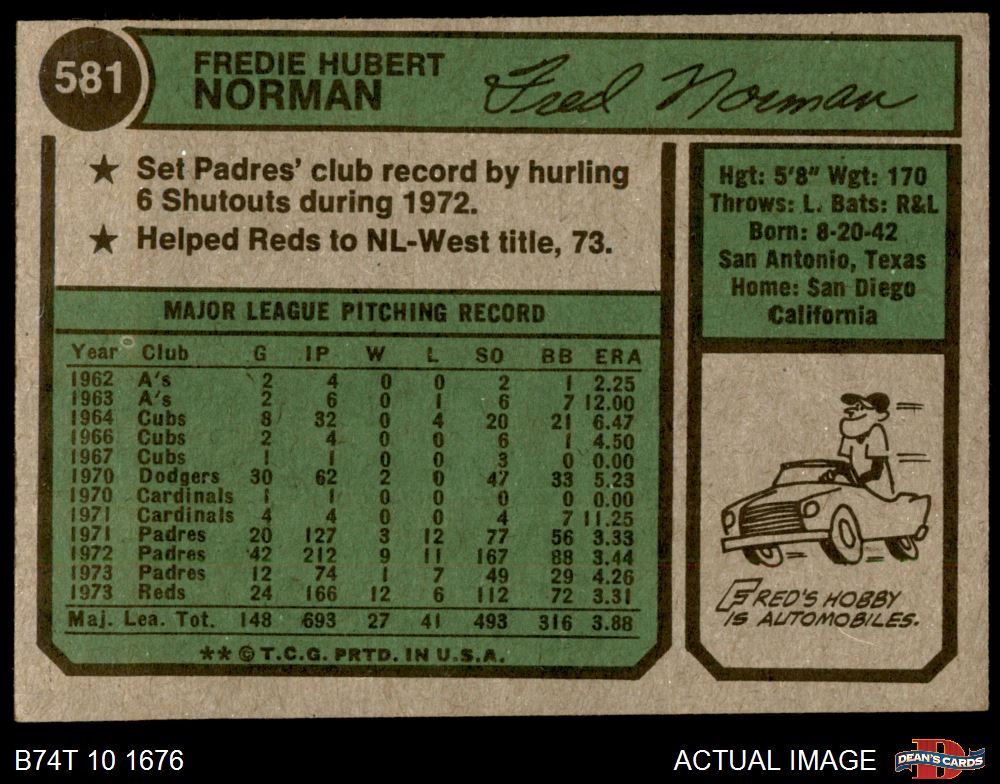 581
FREDIE HUBERT
NORMAN
Fred Norman
★ Set Padres' club record by hurling
6 Shutouts during 1972.
★ Helped Reds to NL-West title, 73.
Hgt: 5'8" Wgt: 170
Throws: L. Bats: R&L
Born: 8-20-42
San Antonio, Texas
Home: San Diego
California
MAJOR LEAGUE PITCHING RECORD
Year Club G IP W L SO BB ERA
1962 A's 2 4 0 0 2 1 2.25
1963 A's 2 6 0 1 6 7 12.00
1964 Cubs 8 32 0 4 20 21 6.47
1966 Cubs 2 4 0 0 6 1 4.50
1967 Cubs 1 1 0 0 3 0 0.00
1970 Dodgers 30 62 2 0 47 33 5.23
1970 Cardinals 1 1 0 0 0 0 0.00
1971 Cardinals 4 4 0 0 4 7 11.25
1971 Padres 20 127 3 12 77 56 3.33
1972 Padres 42 212 9 11 167 88 3.44
1973 Padres 12 74 1 7 49 29 4.26
1973 Reds 24 166 12 6 112 72 3.31
Maj. Lea. Tot. 148 693 27 41 493 316 3.88
** © T.C.G. PRTD. IN U.S.A.
FRED'S HOBBY
IS AUTOMOBILES.
B74T 10 1676
ACTUAL IMAGE
D
DEAN'S CARDS